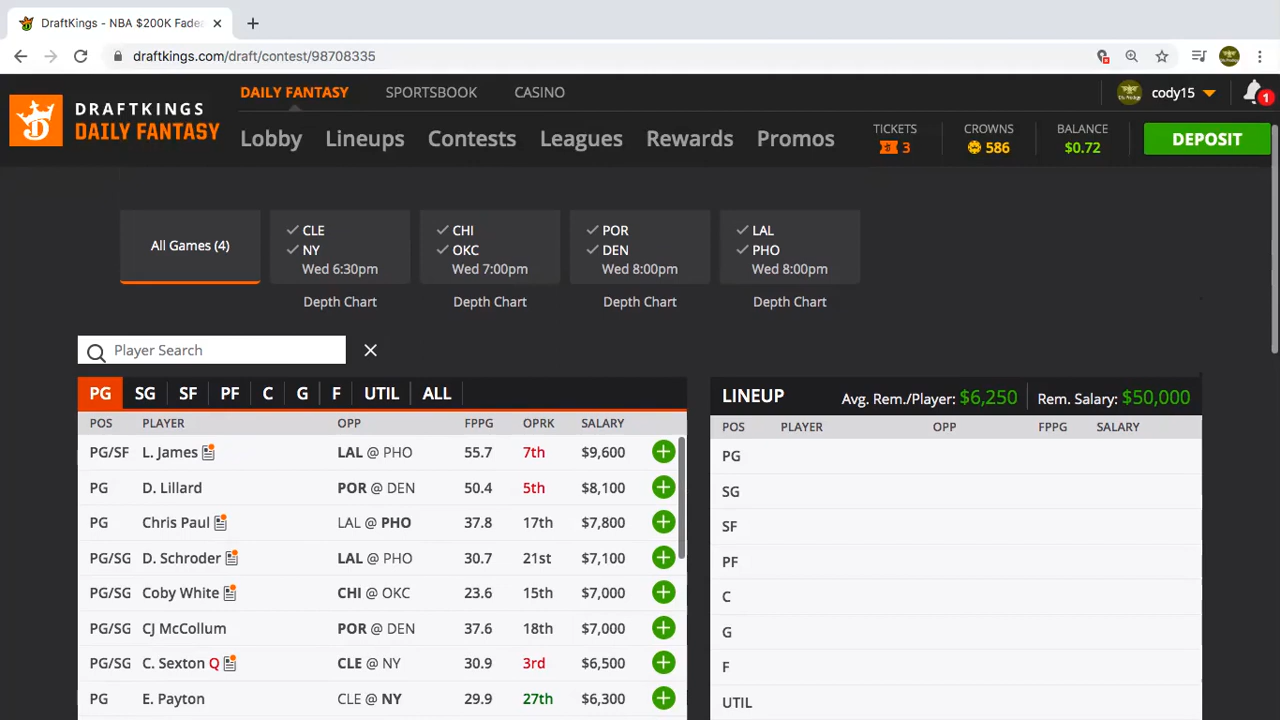 DraftKings - NBA $200K Fade
draftkings.com/draft/contest/98708335
DRAFTKINGS
DAILY FANTASY
DAILY FANTASY SPORTSBOOK CASINO
cody15
1
Lobby Lineups Contests Leagues Rewards Promos
TICKETS CROWNS BALANCE
3 586 $0.72
DEPOSIT
All Games (4)
CLE
NY
Wed 6:30pm
Depth Chart
CHI
OKC
Wed 7:00pm
Depth Chart
POR
DEN
Wed 8:00pm
Depth Chart
LAL
PHO
Wed 8:00pm
Depth Chart
Player Search
PG SG SF PF C G F UTIL ALL
POS PLAYER OPP FPPG OPRK SALARY
PG/SF L. James LAL @ PHO 55.7 7th $9,600
PG D. Lillard POR @ DEN 50.4 5th $8,100
PG Chris Paul LAL @ PHO 37.8 17th $7,800
PG/SG D. Schroder LAL @ PHO 30.7 21st $7,100
PG/SG Coby White CHI @ OKC 23.6 15th $7,000
PG/SG CJ McCollum POR @ DEN 37.6 18th $7,000
PG/SG C. Sexton Q CLE @ NY 30.9 3rd $6,500
PG E. Payton CLE @ NY 29.9 27th $6,300
LINEUP Avg. Rem./Player: $6,250 Rem. Salary: $50,000
POS PLAYER OPP FPPG SALARY
PG
SG
SF
PF
C
G
F
UTIL